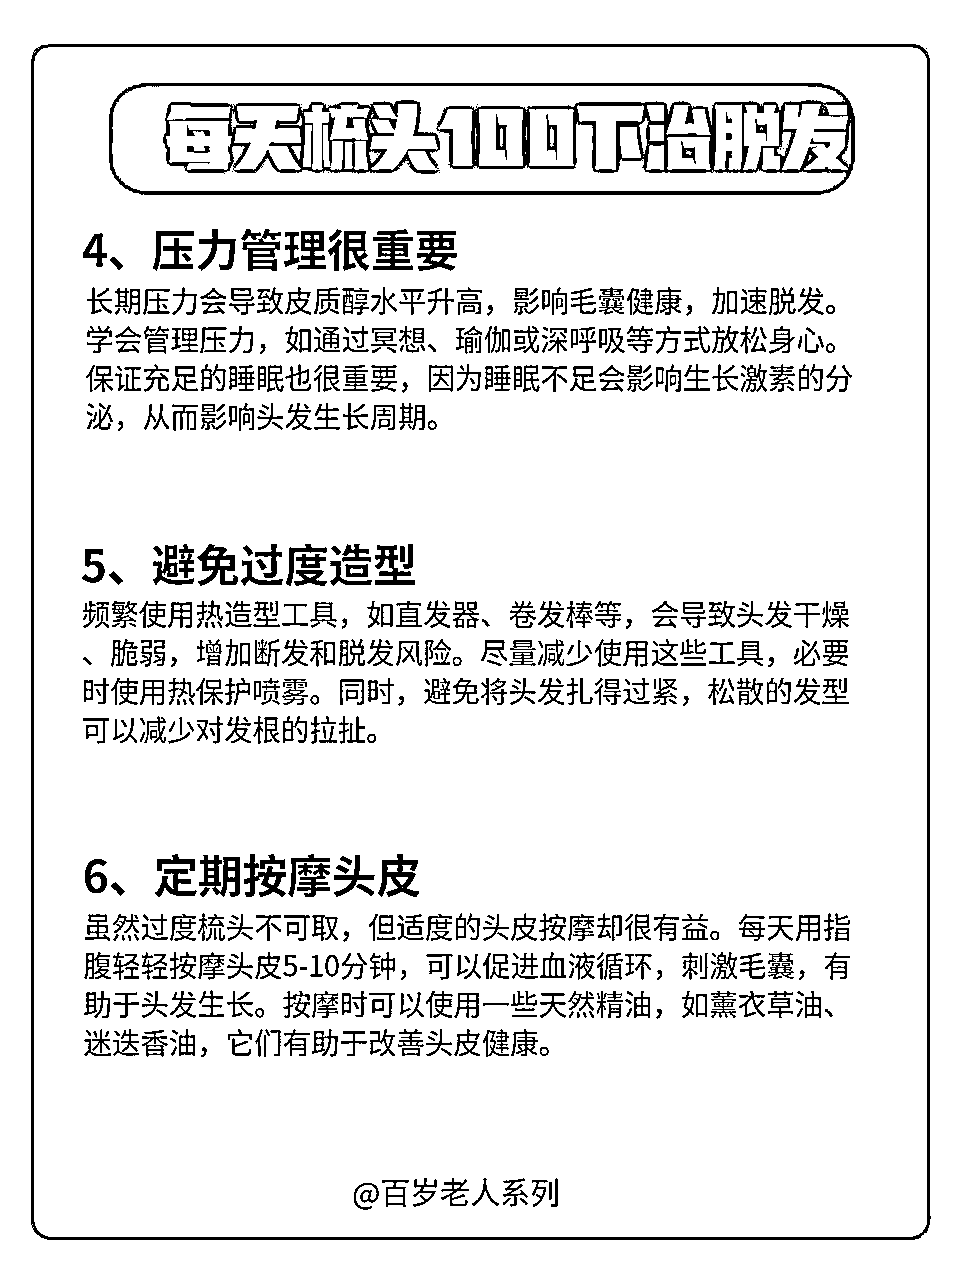 每天梳头100下治脱发
4、压力管理很重要
长期压力会导致皮质醇水平升高，影响毛囊健康，加速脱发。
学会管理压力，如通过冥想、瑜伽或深呼吸等方式放松身心。
保证充足的睡眠也很重要，因为睡眠不足会影响生长激素的分
泌，从而影响头发生长周期。
5、避免过度造型
频繁使用热造型工具，如直发器、卷发棒等，会导致头发干燥
、脆弱，增加断发和脱发风险。尽量减少使用这些工具，必要
时使用热保护喷雾。同时，避免将头发扎得过紧，松散的发型
可以减少对发根的拉扯。
6、定期按摩头皮
虽然过度梳头不可取，但适度的头皮按摩却很有益。每天用指
腹轻轻按摩头皮5-10分钟，可以促进血液循环，刺激毛囊，有
助于头发生长。按摩时可以使用一些天然精油，如薰衣草油、
迷迭香油，它们有助于改善头皮健康。
@百岁老人系列